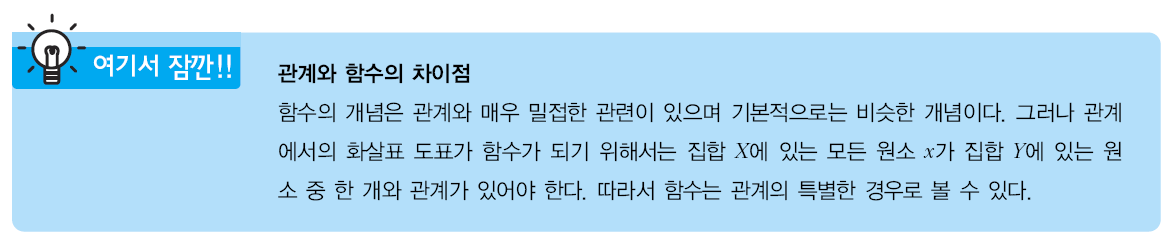 여기서 잠깐!!
관계와 함수의 차이점
함수의 개념은 관계와 매우 밀접한 관련이 있으며 기본적으로는 비슷한 개념이다. 그러나 관계
에서의 화살표 도표가 함수가 되기 위해서는 집합 X에 있는 모든 원소 x가 집합 Y에 있는 원
소 중 한 개와 관계가 있어야 한다. 따라서 함수는 관계의 특별한 경우로 볼 수 있다.